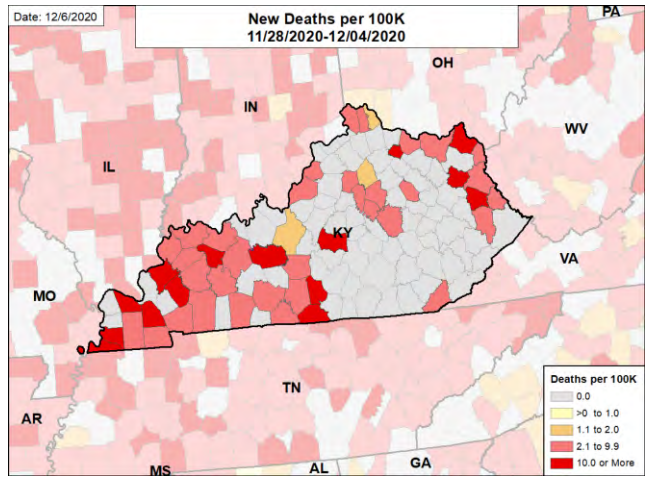 Date: 12/6/2020
New Deaths per 100K
11/28/2020-12/04/2020
PA
OH
IN
WV
IL
KY
VA
MO
TN
AR
MS
AL
GA
Deaths per 100K
0.0
>0 to 1.0
1.1 to 2.0
2.1 to 9.9
10.0 or More